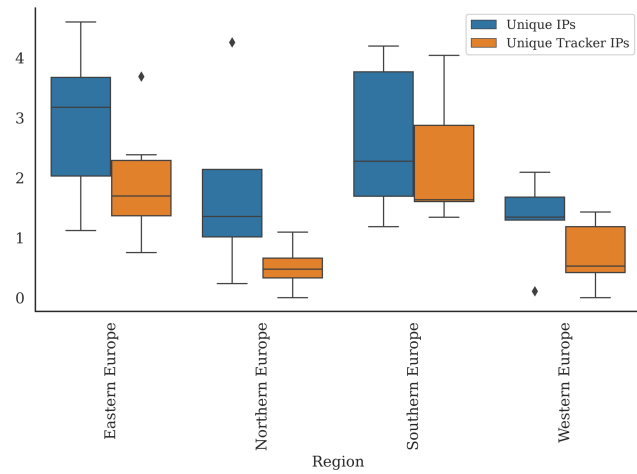 Unique IPs
Unique Tracker IPs
4
3
2
1
0
Eastern Europe
Northern Europe
Southern Europe
Western Europe
Region